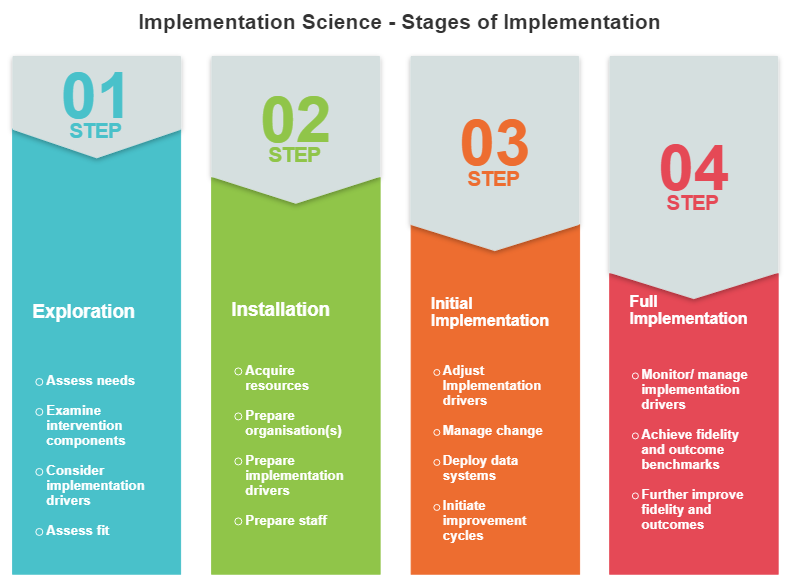 Implementation Science - Stages of Implementation
01
STEP
Exploration
Assess needs
Examine
intervention
components
Consider
implementation
drivers
Assess fit
02
STEP
Installation
Acquire
resources
Prepare
organisation(s)
Prepare
implementation
drivers
Prepare staff
03
STEP
Initial
Implementation
Adjust
Implementation
drivers
Manage change
Deploy data
systems
Initiate
improvement
cycles
04
STEP
Full
Implementation
Monitor/ manage
implementation
drivers
Achieve fidelity
and outcome
benchmarks
Further improve
fidelity and
outcomes